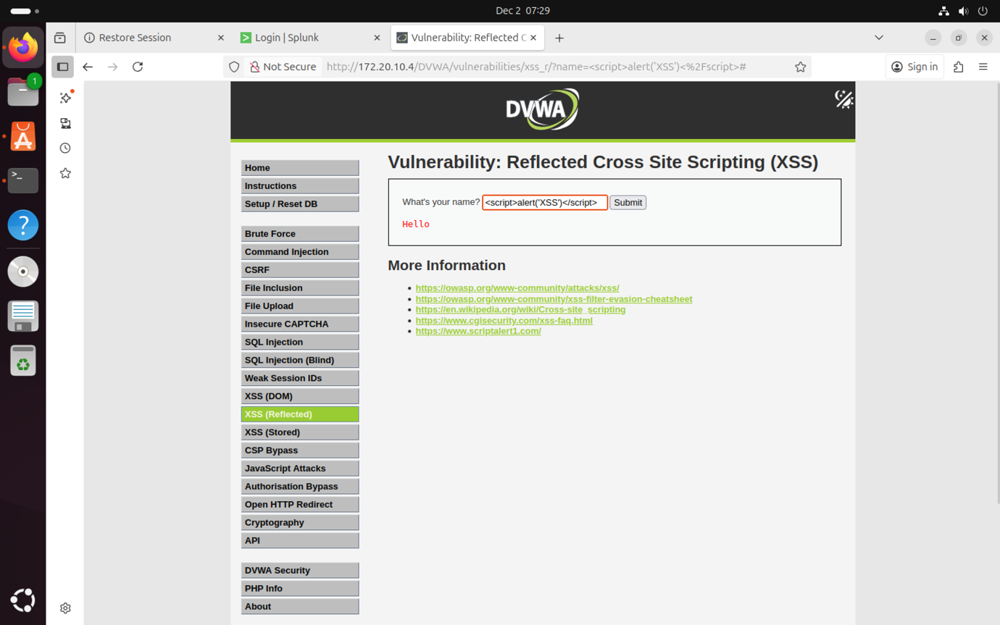 Dec 2 07:29
Restore Session
Login | Splunk
Vulnerability: Reflected C
1
Not Secure
http://172.20.10.4/DVWA/vulnerabilities/xss_r/?name=<script>alert('XSS')<%2Fscript>#
Sign in
DVWA
Vulnerability: Reflected Cross Site Scripting (XSS)
Home
Instructions
Setup / Reset DB
What's your name? <script>alert('XSS')</script> Submit
Hello
Brute Force
Command Injection
CSRF
File Inclusion
File Upload
Insecure CAPTCHA
SQL Injection
SQL Injection (Blind)
Weak Session IDs
XSS (DOM)
XSS (Reflected)
XSS (Stored)
CSP Bypass
JavaScript Attacks
Authorisation Bypass
Open HTTP Redirect
Cryptography
API
DVWA Security
PHP Info
About
More Information
• https://owasp.org/www-community/attacks/xss/
• https://owasp.org/www-community/xss-filter-evasion-cheatsheet
• https://en.wikipedia.org/wiki/Cross-site_scripting
• https://www.cgisecurity.com/xss-faq.html
• https://www.scriptalert1.com/